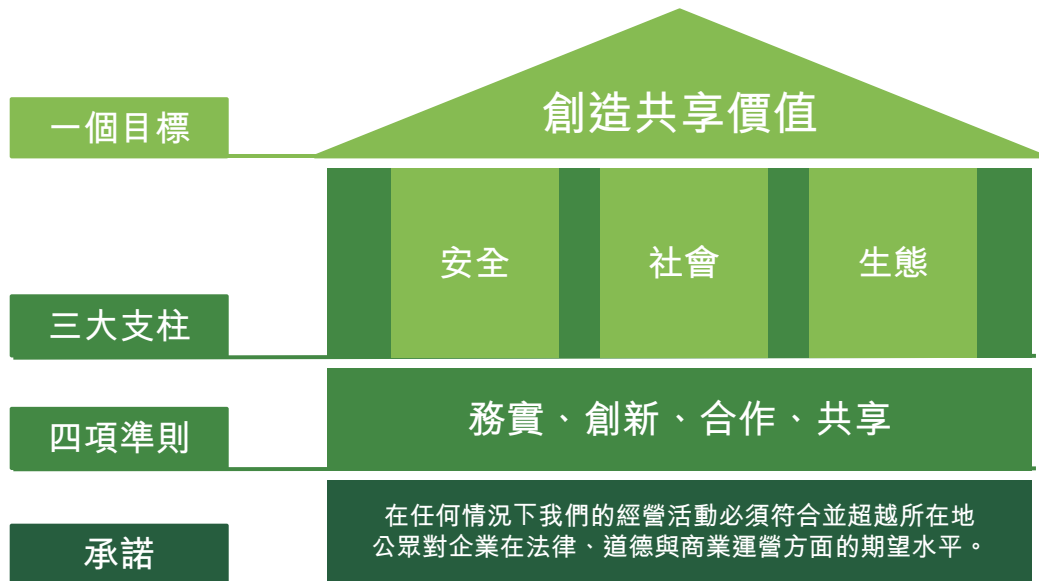 一個目標
創造共享價值
三大支柱
安全
社會
生態
四項準則
務實、創新、合作、共享
承諾
在任何情況下我們的經營活動必須符合並超越所在地
公眾對企業在法律、道德與商業運營方面的期望水平。